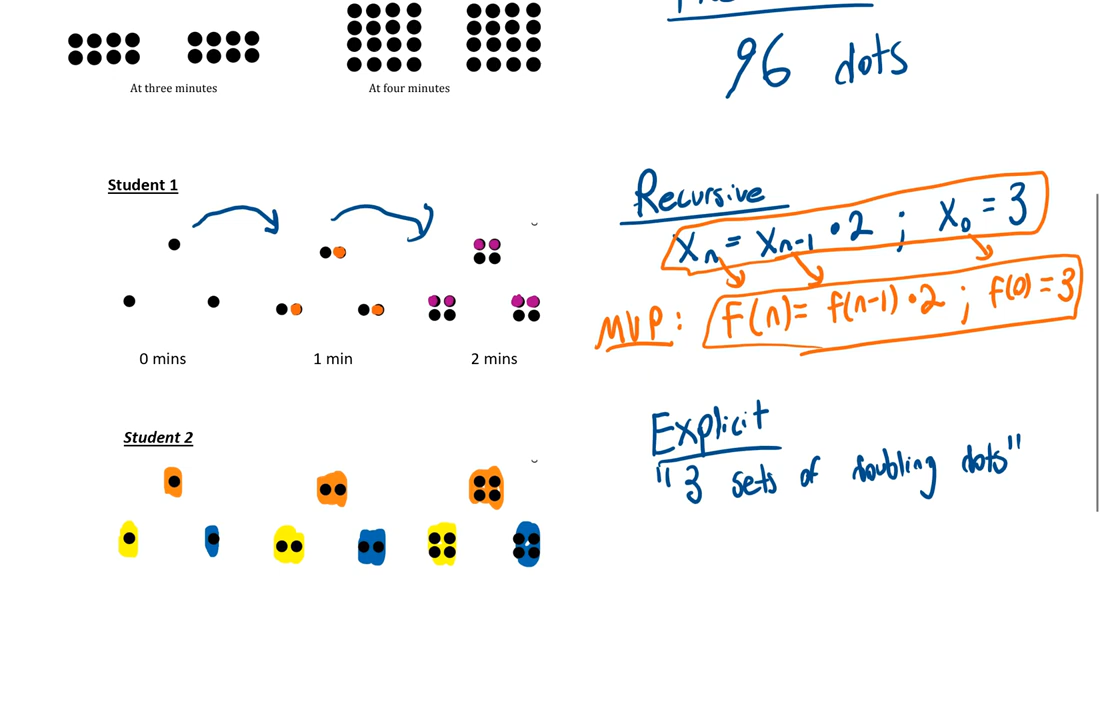 96 dots
At three minutes
At four minutes
Student 1
0 mins
1 min
2 mins
Recursive
Xn = Xn-1 • 2 ; X0 = 3
MVP: f(n) = f(n-1) • 2 ; f(0) = 3
Student 2
Explicit
"3 sets of doubling dots"